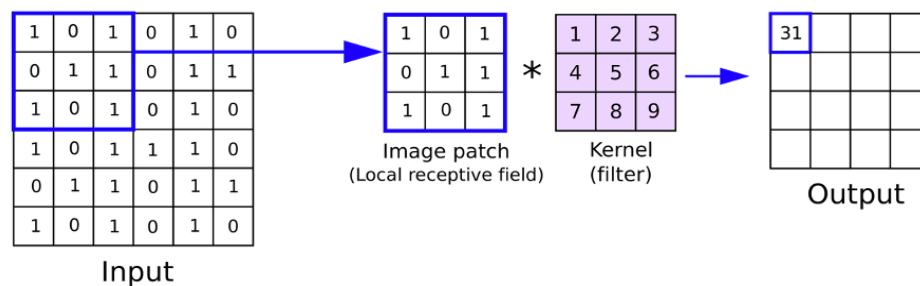 1 0 1 0 1 0
0 1 1 0 1 1
1 0 1 0 1 0
1 0 1 1 1 0
0 1 1 0 1 1
1 0 1 0 1 0
Input
1 0 1
0 1 1
1 0 1
Image patch
(Local receptive field)
*
1 2 3
4 5 6
7 8 9
Kernel
(filter)
31
Output